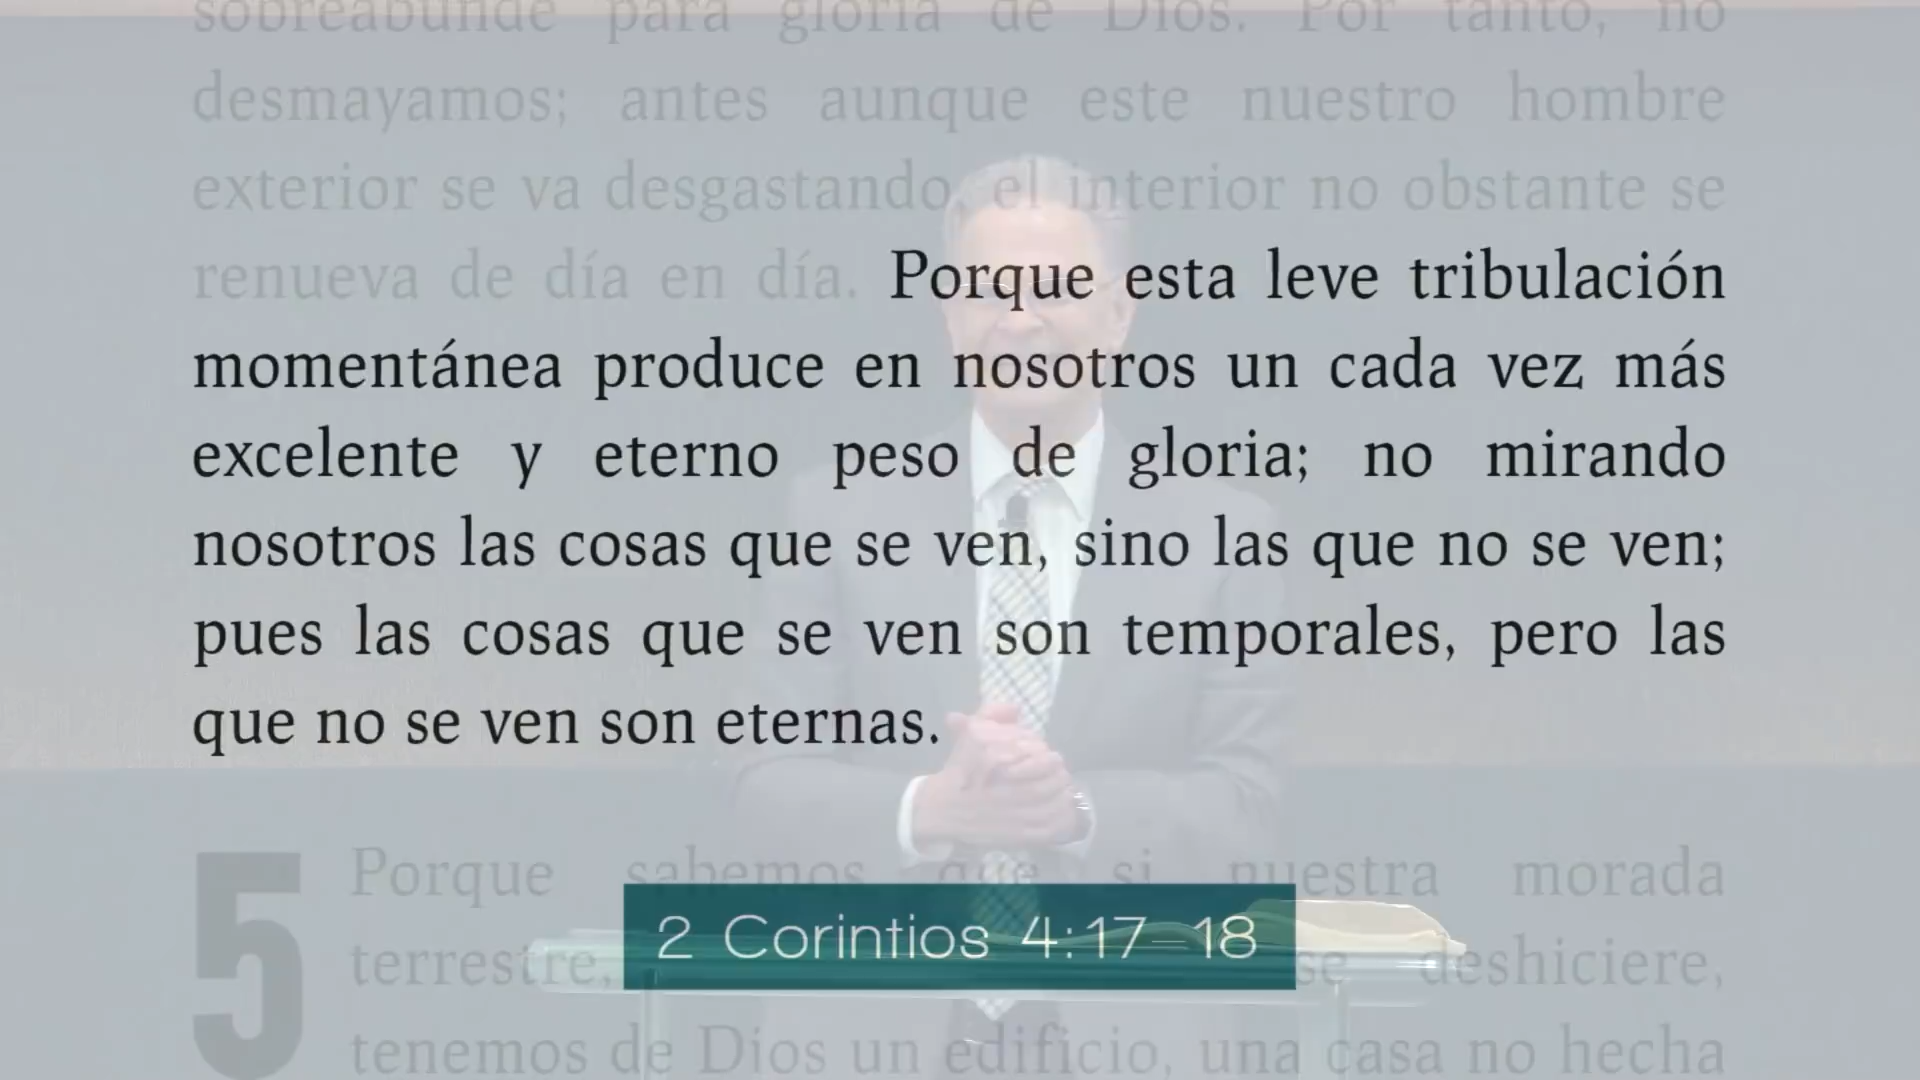 sobreabunde para gloria de Dios. Por tanto, no
desmayamos; antes aunque este nuestro hombre
exterior se va desgastando, el interior no obstante se
renueva de día en día. Porque esta leve tribulación
momentánea produce en nosotros un cada vez más
excelente y eterno peso de gloria; no mirando
nosotros las cosas que se ven, sino las que no se ven;
pues las cosas que se ven son temporales, pero las
que no se ven son eternas.
5 Porque sabemos que si nuestra morada
terrestre, se deshiciere,
tenemos de Dios un edificio, una casa no hecha
2 Corintios 4:17–18